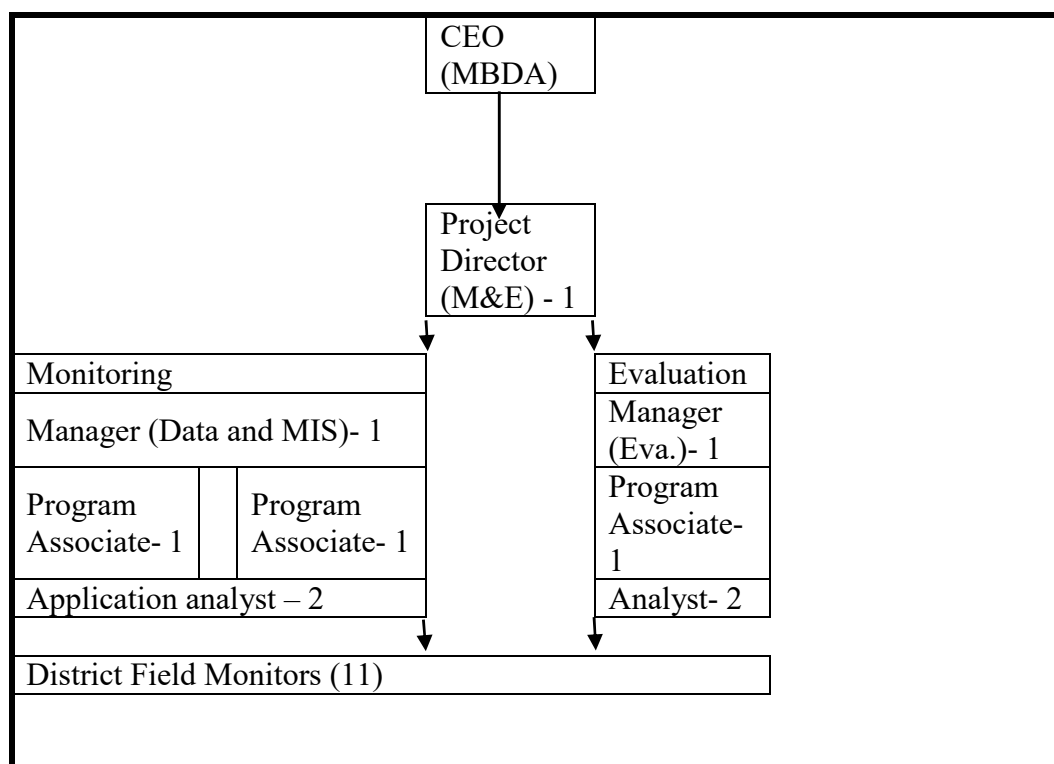 CEO
(MBDA)
Project
Director
(M&E) - 1
Monitoring
Manager (Data and MIS)- 1
Program
Associate- 1
Program
Associate- 1
Application analyst – 2
Evaluation
Manager
(Eva.)- 1
Program
Associate-
1
Analyst- 2
District Field Monitors (11)